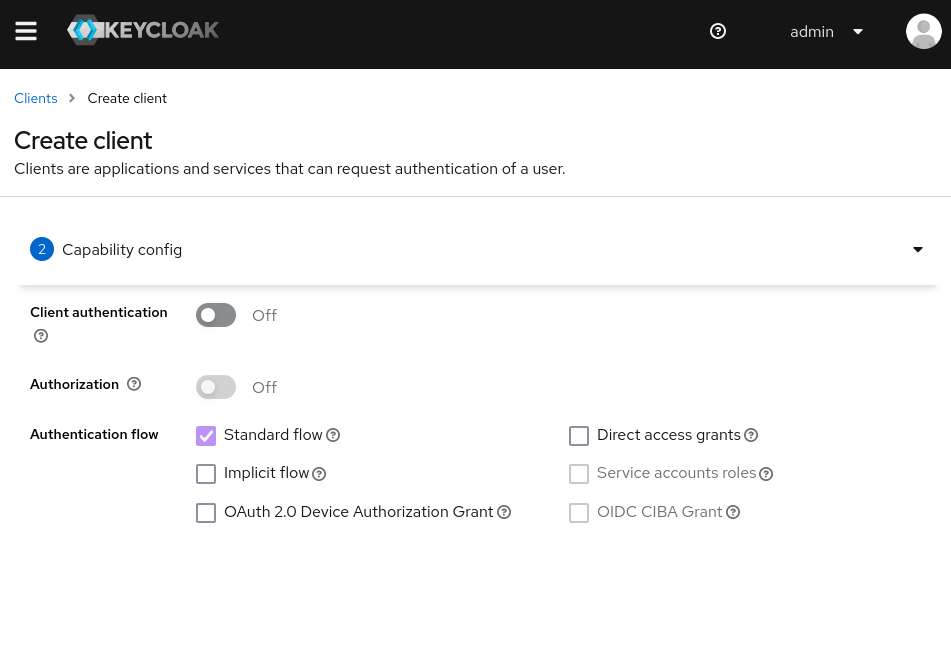 KEYCLOAK
admin
Clients
Create client
Create client
Clients are applications and services that can request authentication of a user.
2 Capability config
Client authentication
Off
Authorization
Off
Authentication flow
Standard flow
Direct access grants
Implicit flow
Service accounts roles
OAuth 2.0 Device Authorization Grant
OIDC CIBA Grant